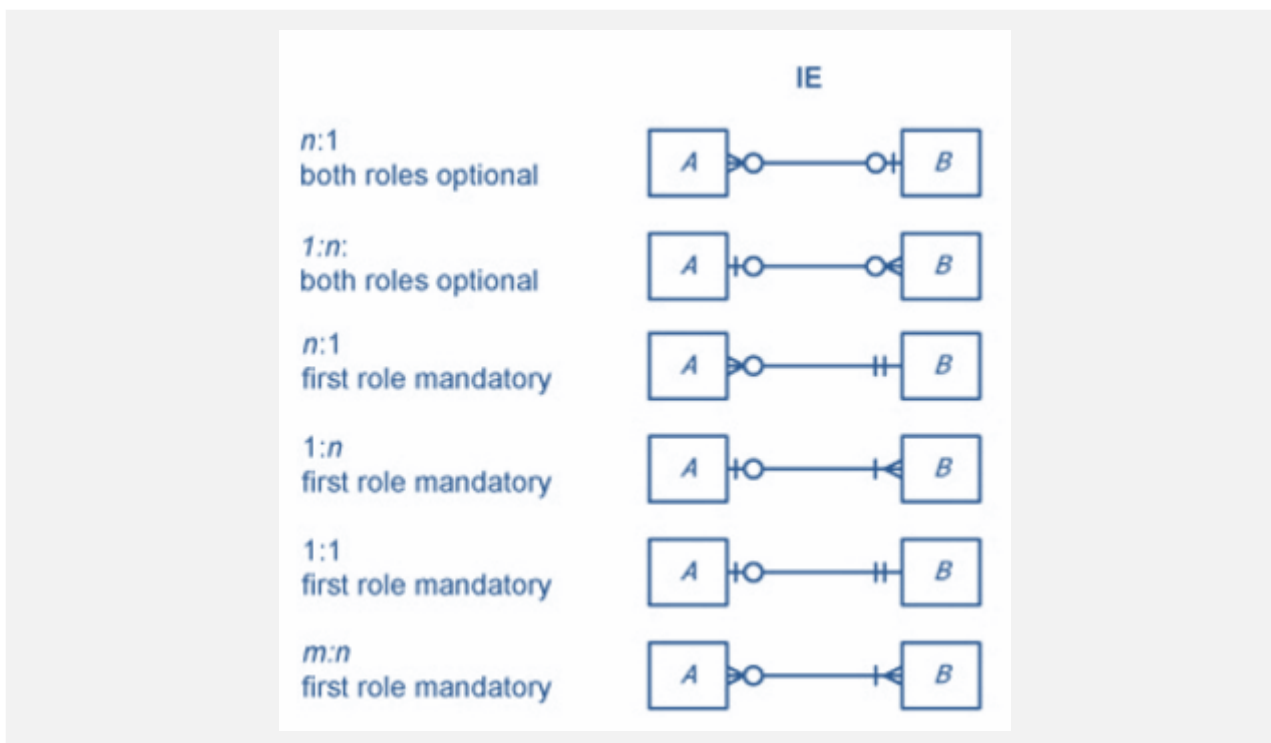 IE
n:1
both roles optional
A B
1:n:
both roles optional
A B
n:1
first role mandatory
A B
1:n
first role mandatory
A B
1:1
first role mandatory
A B
m:n
first role mandatory
A B